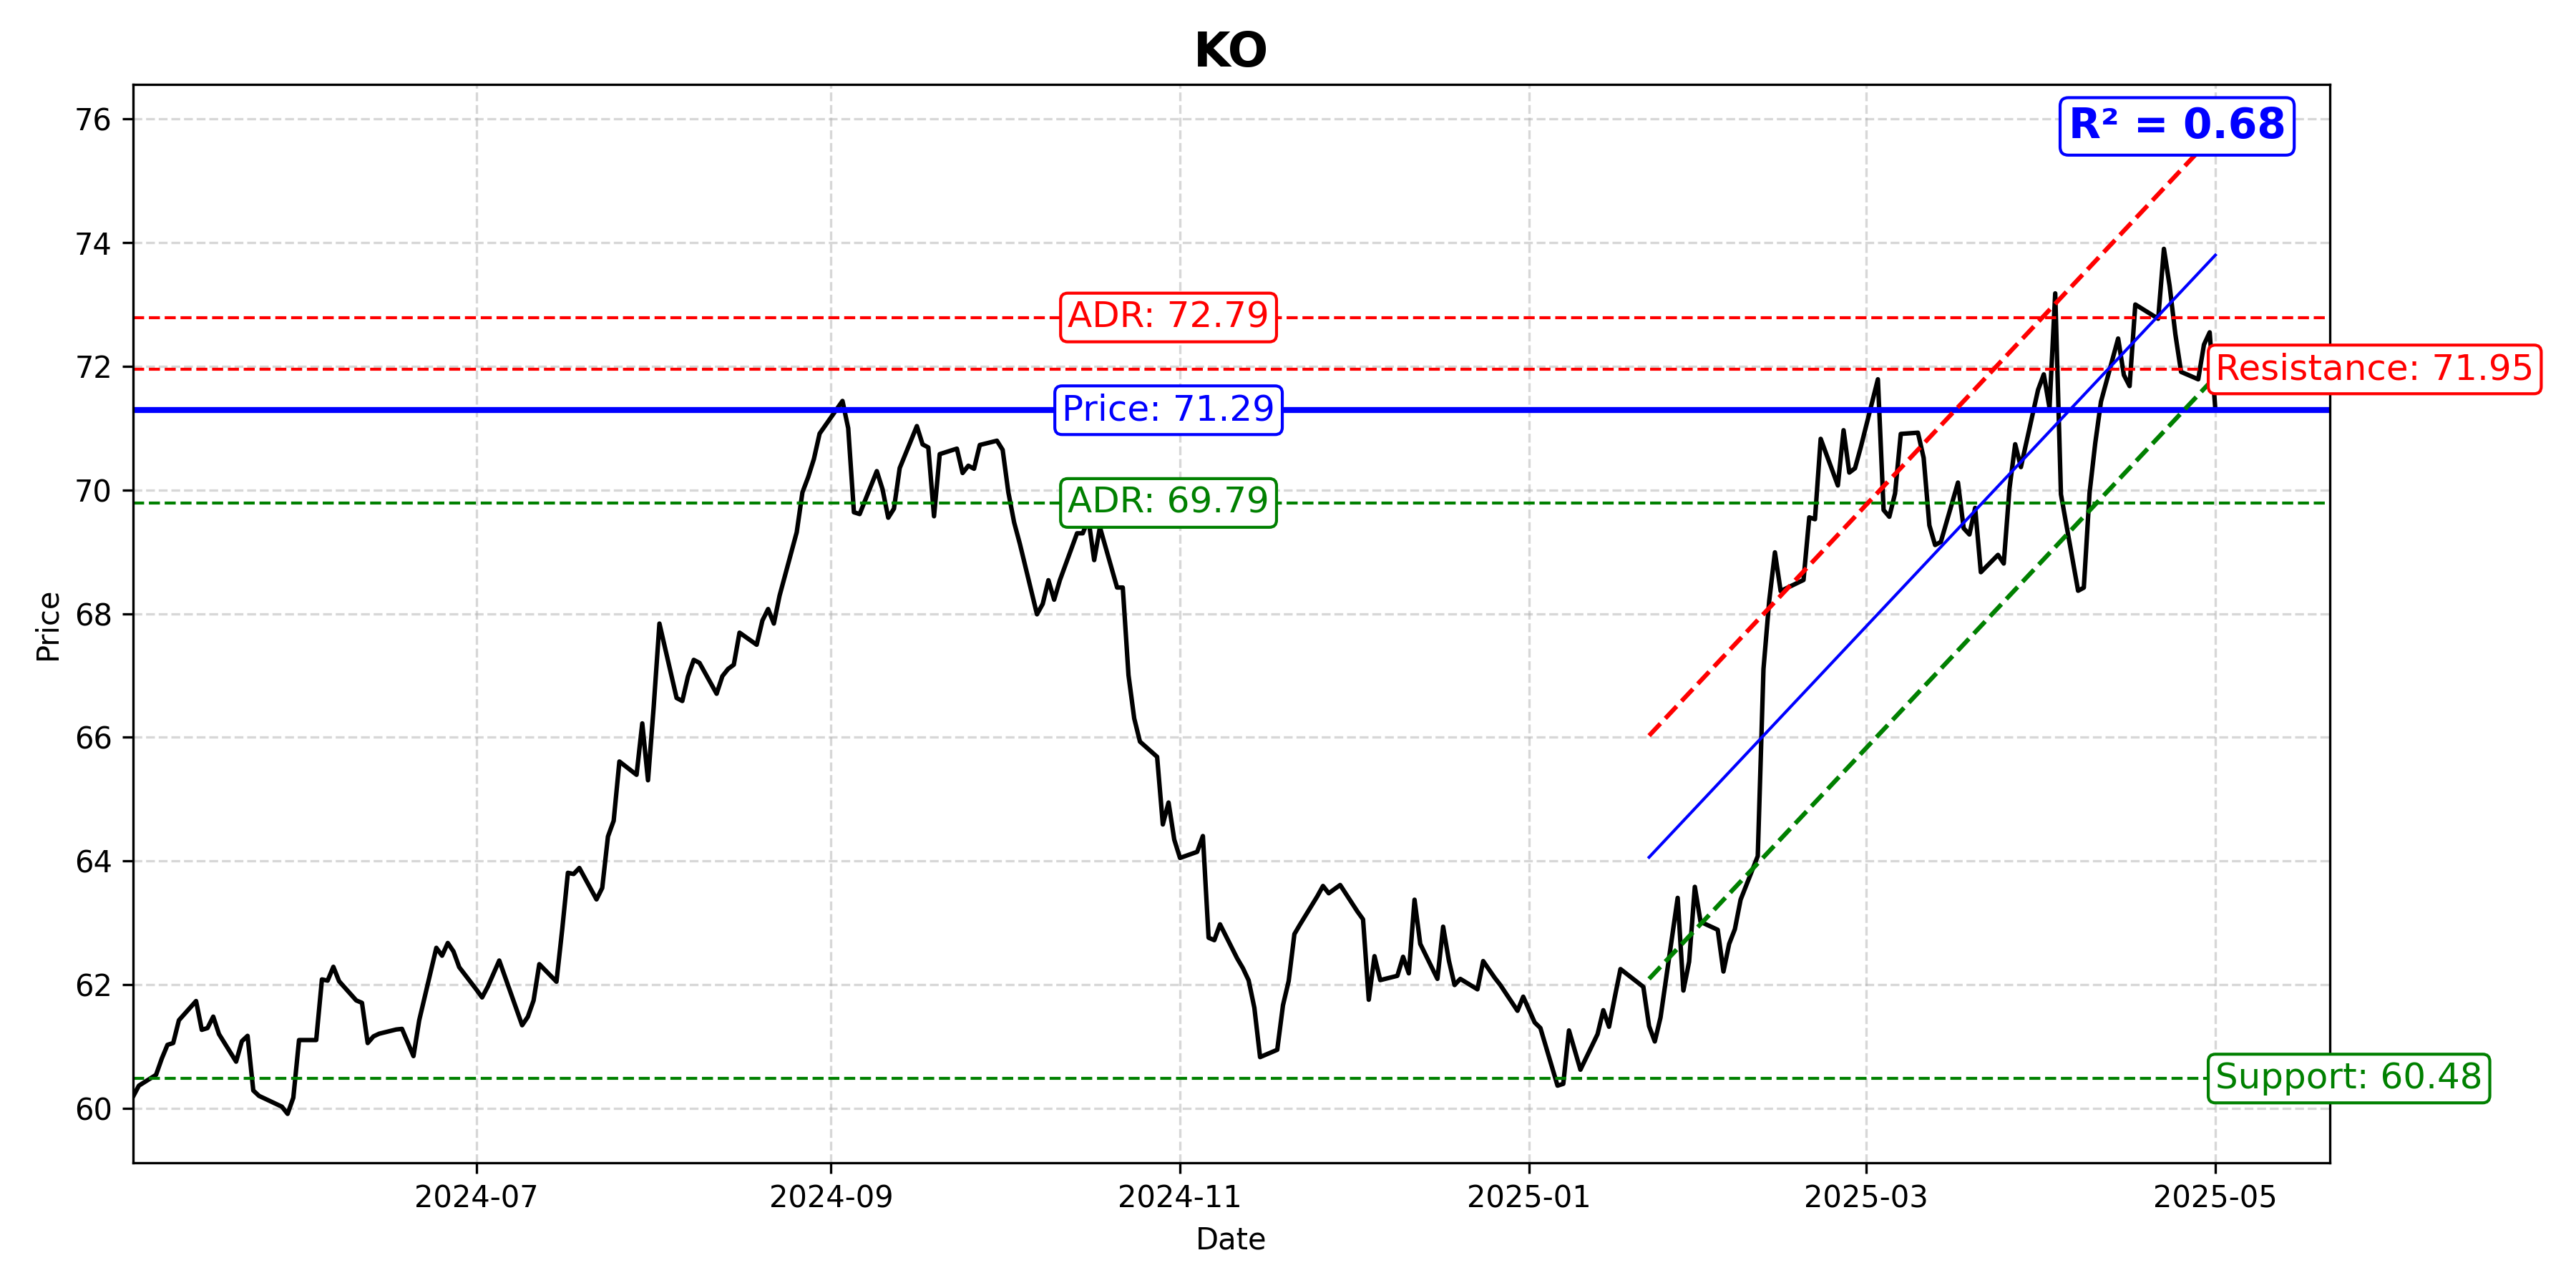 KO
R² = 0.68
76
74
72
70
68
66
64
62
60
Price
ADR: 72.79
Resistance: 71.95
Price: 71.29
ADR: 69.79
Support: 60.48
2024-07
2024-09
2024-11
2025-01
2025-03
2025-05
Date